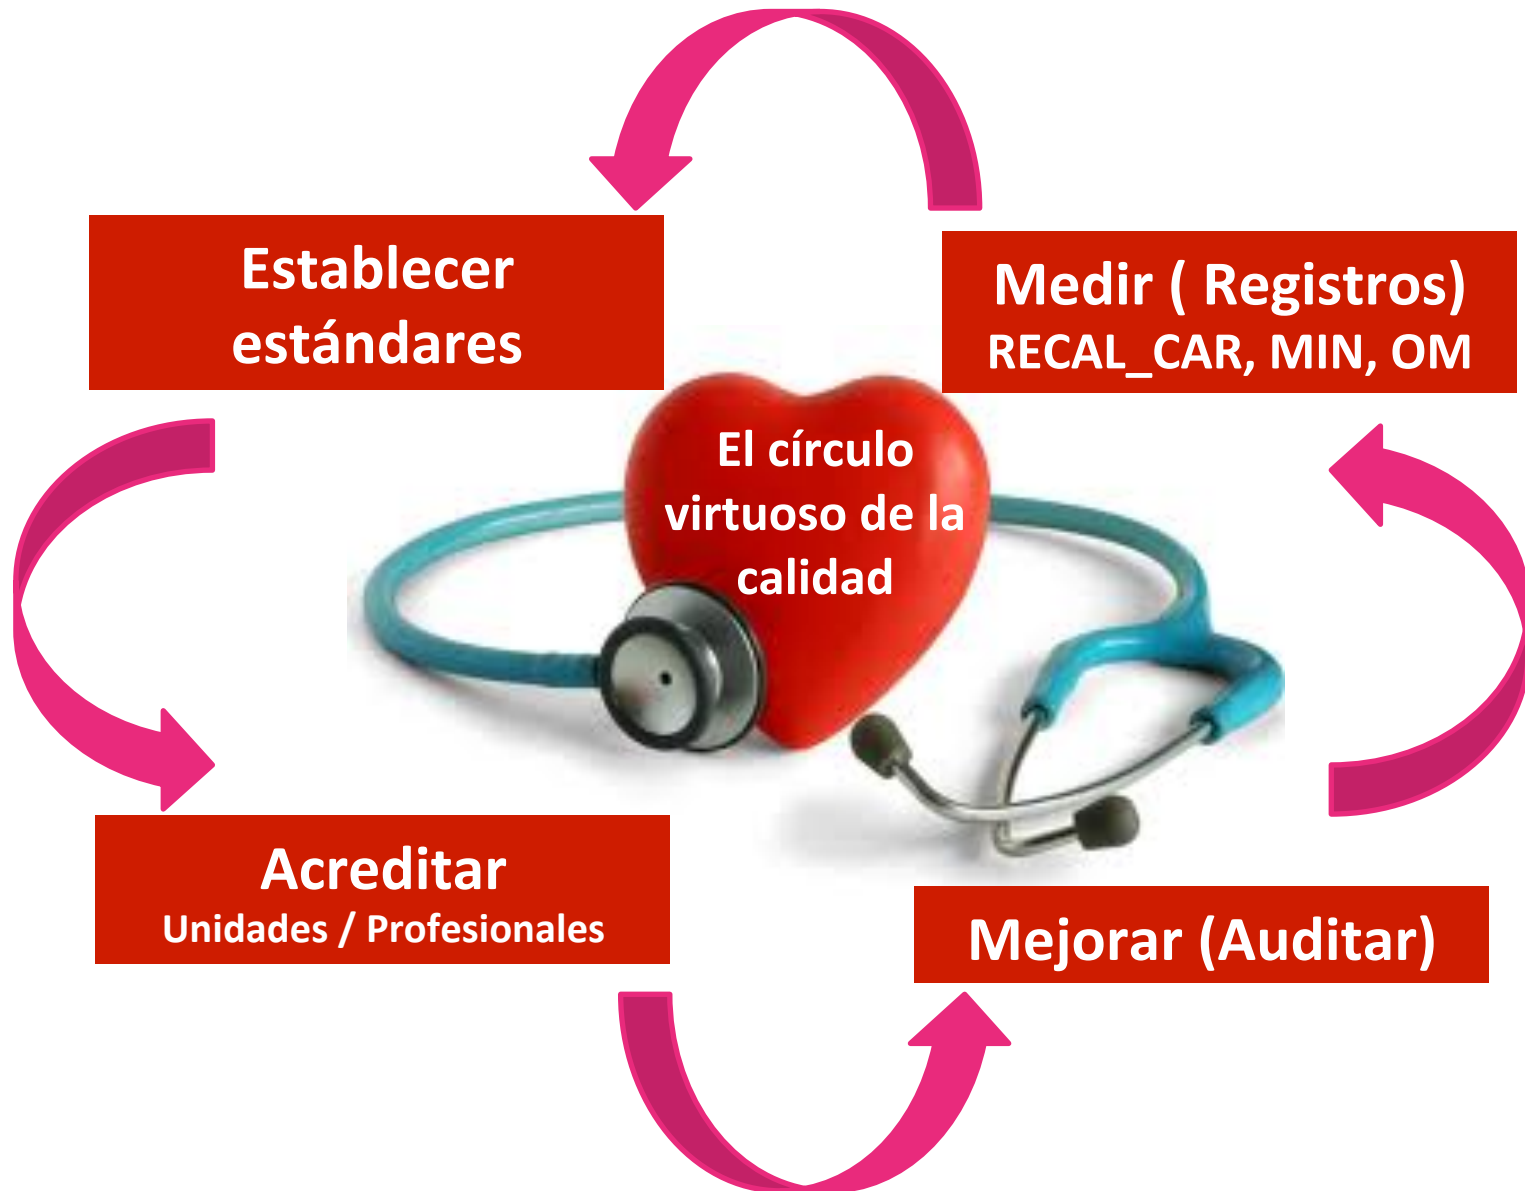 Establecer
estándares
Medir ( Registros)
RECAL_CAR, MIN, OM
El círculo
virtuoso de la
calidad
Acreditar
Unidades / Profesionales
Mejorar (Auditar)